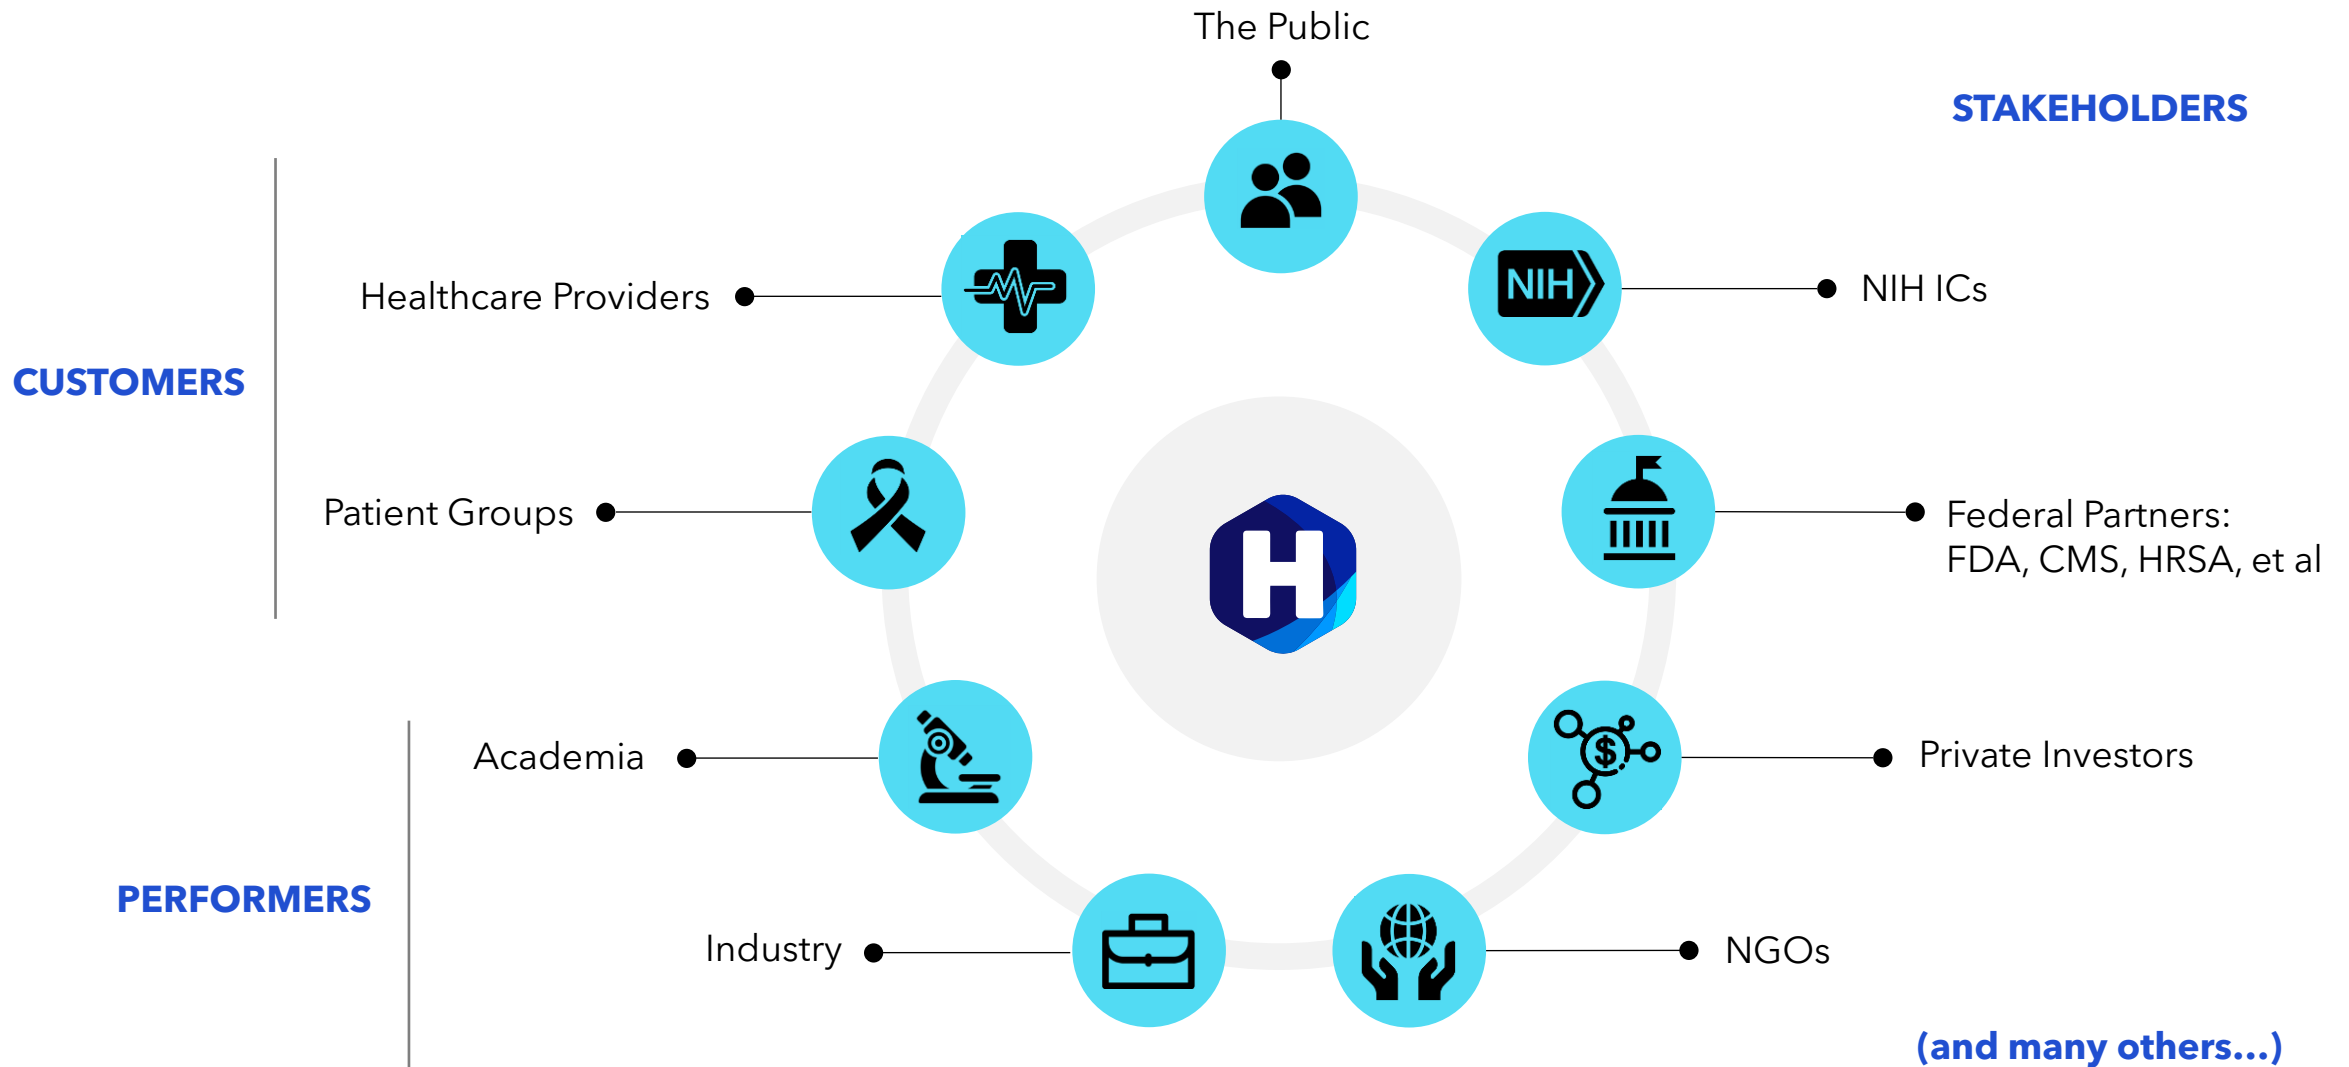 The Public
STAKEHOLDERS
Healthcare Providers
NIH
NIH ICs
CUSTOMERS
Patient Groups
H
Federal Partners:
FDA, CMS, HRSA, et al
Academia
$
Private Investors
PERFORMERS
Industry
NGOs
(and many others...)